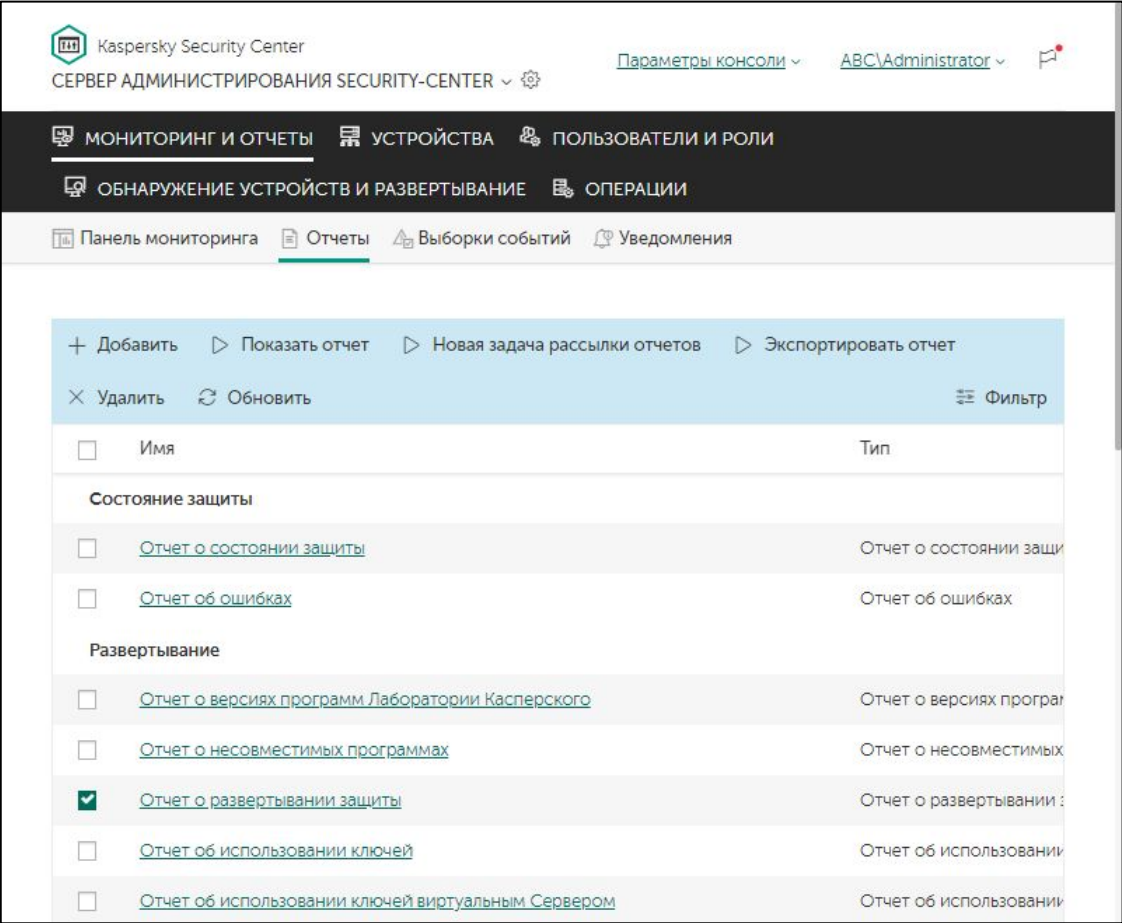 Kaspersky Security Center
СЕРВЕР АДМИНИСТРИРОВАНИЯ SECURITY-CENTER
Параметры консоли ABC\Administrator
МОНИТОРИНГ И ОТЧЕТЫ УСТРОЙСТВА ПОЛЬЗОВАТЕЛИ И РОЛИ
ОБНАРУЖЕНИЕ УСТРОЙСТВ И РАЗВЕРТЫВАНИЕ ОПЕРАЦИИ
Панель мониторинга Отчеты Выборки событий Уведомления
Добавить Показать отчет Новая задача рассылки отчетов Экспортировать отчет
Удалить Обновить Фильтр
Имя Тип
Состояние защиты
Отчет о состоянии защиты Отчет о состоянии защи
Отчет об ошибках Отчет об ошибках
Развертывание
Отчет о версиях программ Лаборатории Касперского Отчет о версиях програ
Отчет о несовместимых программах Отчет о несовместимых
Отчет о развертывании защиты Отчет о развертывании
Отчет об использовании ключей Отчет об использовании
Отчет об использовании ключей виртуальным Сервером Отчет об использовании